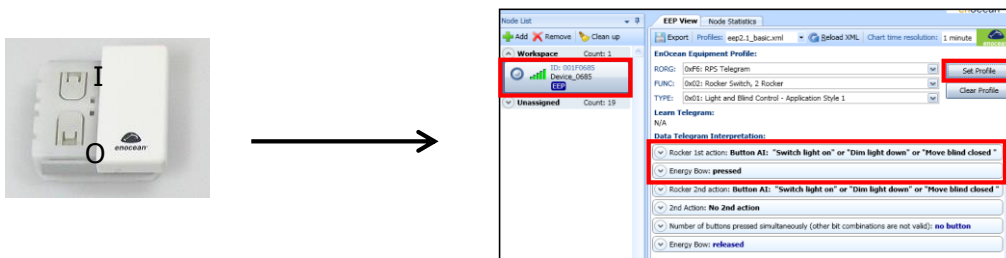 I
O
enocean
Node List
Add Remove Clean up
Workspace Count: 1
ID: 001F0685
Device_0685
EEP
Unassigned Count: 19
EEP View Node Statistics
Export Profiles: eep2.1_basic.xml Reload XML Chart time resolution: 1 minute enocean
EnOcean Equipment Profile:
RORG: 0xF6: RPS Telegram Set Profile
FUNC: 0x02: Rocker Switch, 2 Rocker
TYPE: 0x01: Light and Blind Control - Application Style 1 Clear Profile
Learn Telegram:
N/A
Data Telegram Interpretation:
Rocker 1st action: Button AI: "Switch light on" or "Dim light down" or "Move blind closed "
Energy Bow: pressed
Rocker 2nd action: Button AI: "Switch light on" or "Dim light down" or "Move blind closed "
2nd Action: No 2nd action
Number of buttons pressed simultaneously (other bit combinations are not valid): no button
Energy Bow: released